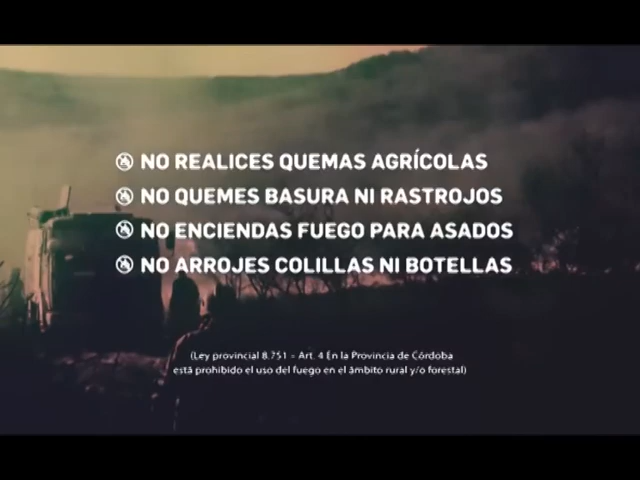 NO REALICES QUEMAS AGRÍCOLAS
NO QUEMES BASURA NI RASTROJOS
NO ENCIENDAS FUEGO PARA ASADOS
NO ARROJES COLILLAS NI BOTELLAS
(Ley provincial 8.751 - Art. 4 En la Provincia de Córdoba
está prohibido el uso del fuego en el ámbito rural y/o forestal)